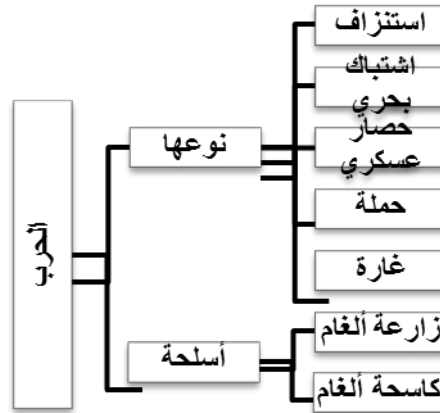 الحرب
نوعها
استنزاف
اشتباك
بحري
حصار
عسكري
حملة
غارة
أسلحة
زارعة ألغام
كاسحة ألغام